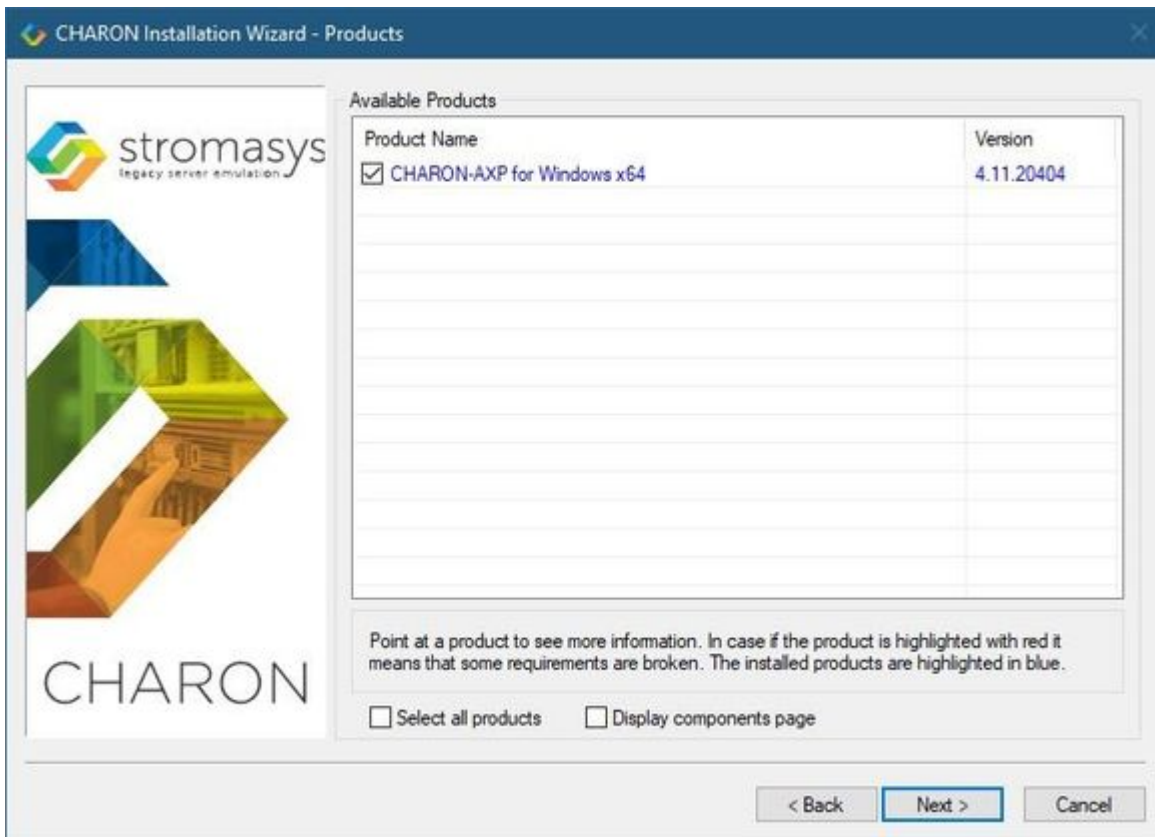 CHARON Installation Wizard - Products
stromasys
legacy server emulation
CHARON
Available Products
Product Name Version
CHARON-AXP for Windows x64 4.11.20404
Point at a product to see more information. In case if the product is highlighted with red it
means that some requirements are broken. The installed products are highlighted in blue.
Select all products Display components page
< Back Next > Cancel